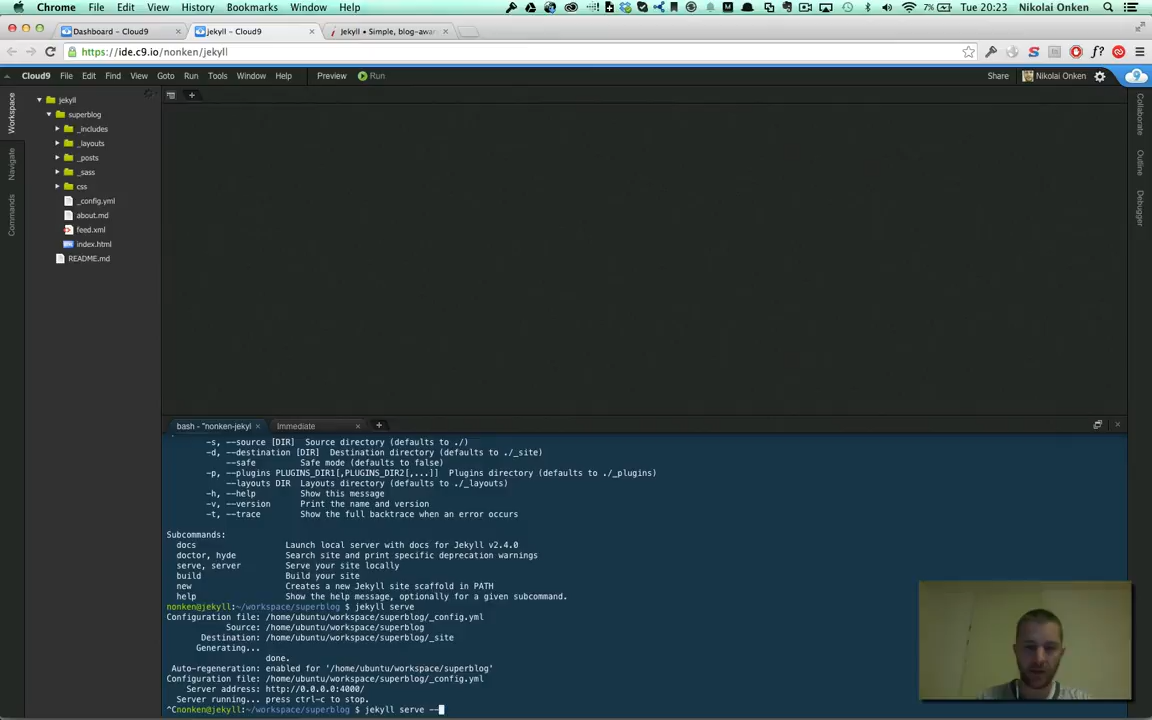 Chrome File Edit View History Bookmarks Window Help 7% Tue 20:23 Nikolai Onken
Dashboard - Cloud9 jekyll - Cloud9 Jekyll • Simple, blog-awa
https://ide.c9.io/nonken/jekyll
Cloud9 File Edit Find View Goto Run Tools Window Help Preview Run Share Nikolai Onken
Workspace
Navigate
Commands
jekyll
superblog
_includes
_layouts
_posts
_sass
css
_config.yml
about.md
feed.xml
index.html
README.md
Collaborate
Outline
Debugger
bash - "nonken-jekyl Immediate
-s, --source [DIR] Source directory (defaults to ./)
-d, --destination [DIR] Destination directory (defaults to ./_site)
--safe Safe mode (defaults to false)
-p, --plugins PLUGINS_DIR1[,PLUGINS_DIR2[,...]] Plugins directory (defaults to ./_plugins)
--layouts DIR Layouts directory (defaults to ./_layouts)
-h, --help Show this message
-v, --version Print the name and version
-t, --trace Show the full backtrace when an error occurs
Subcommands:
docs Launch local server with docs for Jekyll v2.4.0
doctor, hyde Search site and print specific deprecation warnings
serve, server Serve your site locally
build Build your site
new Creates a new Jekyll site scaffold in PATH
help Show the help message, optionally for a given subcommand.
nonken@jekyll:~/workspace/superblog $ jekyll serve
Configuration file: /home/ubuntu/workspace/superblog/_config.yml
Source: /home/ubuntu/workspace/superblog
Destination: /home/ubuntu/workspace/superblog/_site
Generating...
done.
Auto-regeneration: enabled for '/home/ubuntu/workspace/superblog'
Configuration file: /home/ubuntu/workspace/superblog/_config.yml
Server address: http://0.0.0.0:4000/
Server running... press ctrl-c to stop.
^Cnonken@jekyll:~/workspace/superblog $ jekyll serve --